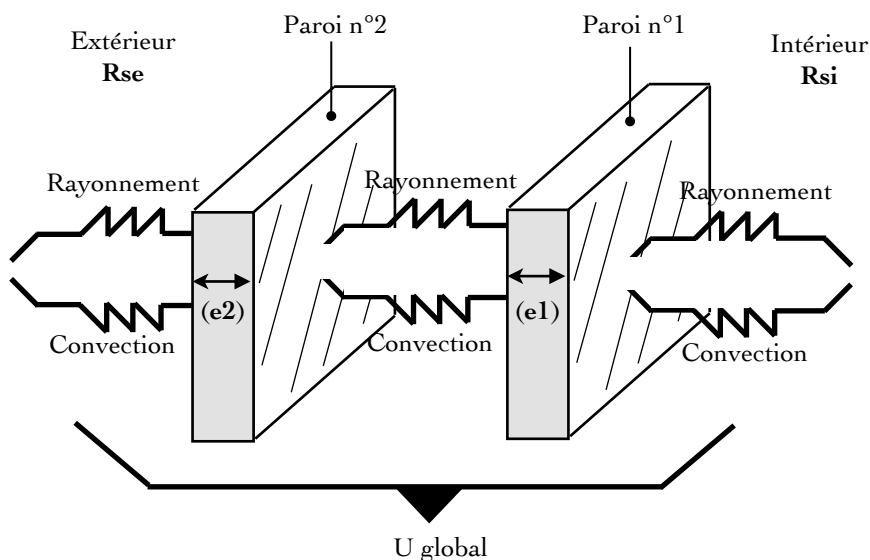 Extérieur
Rse
Paroi n°2
Paroi n°1
Intérieur
Rsi
Rayonnement
Rayonnement
Rayonnement
(e2)
(e1)
Convection
Convection
Convection
U global